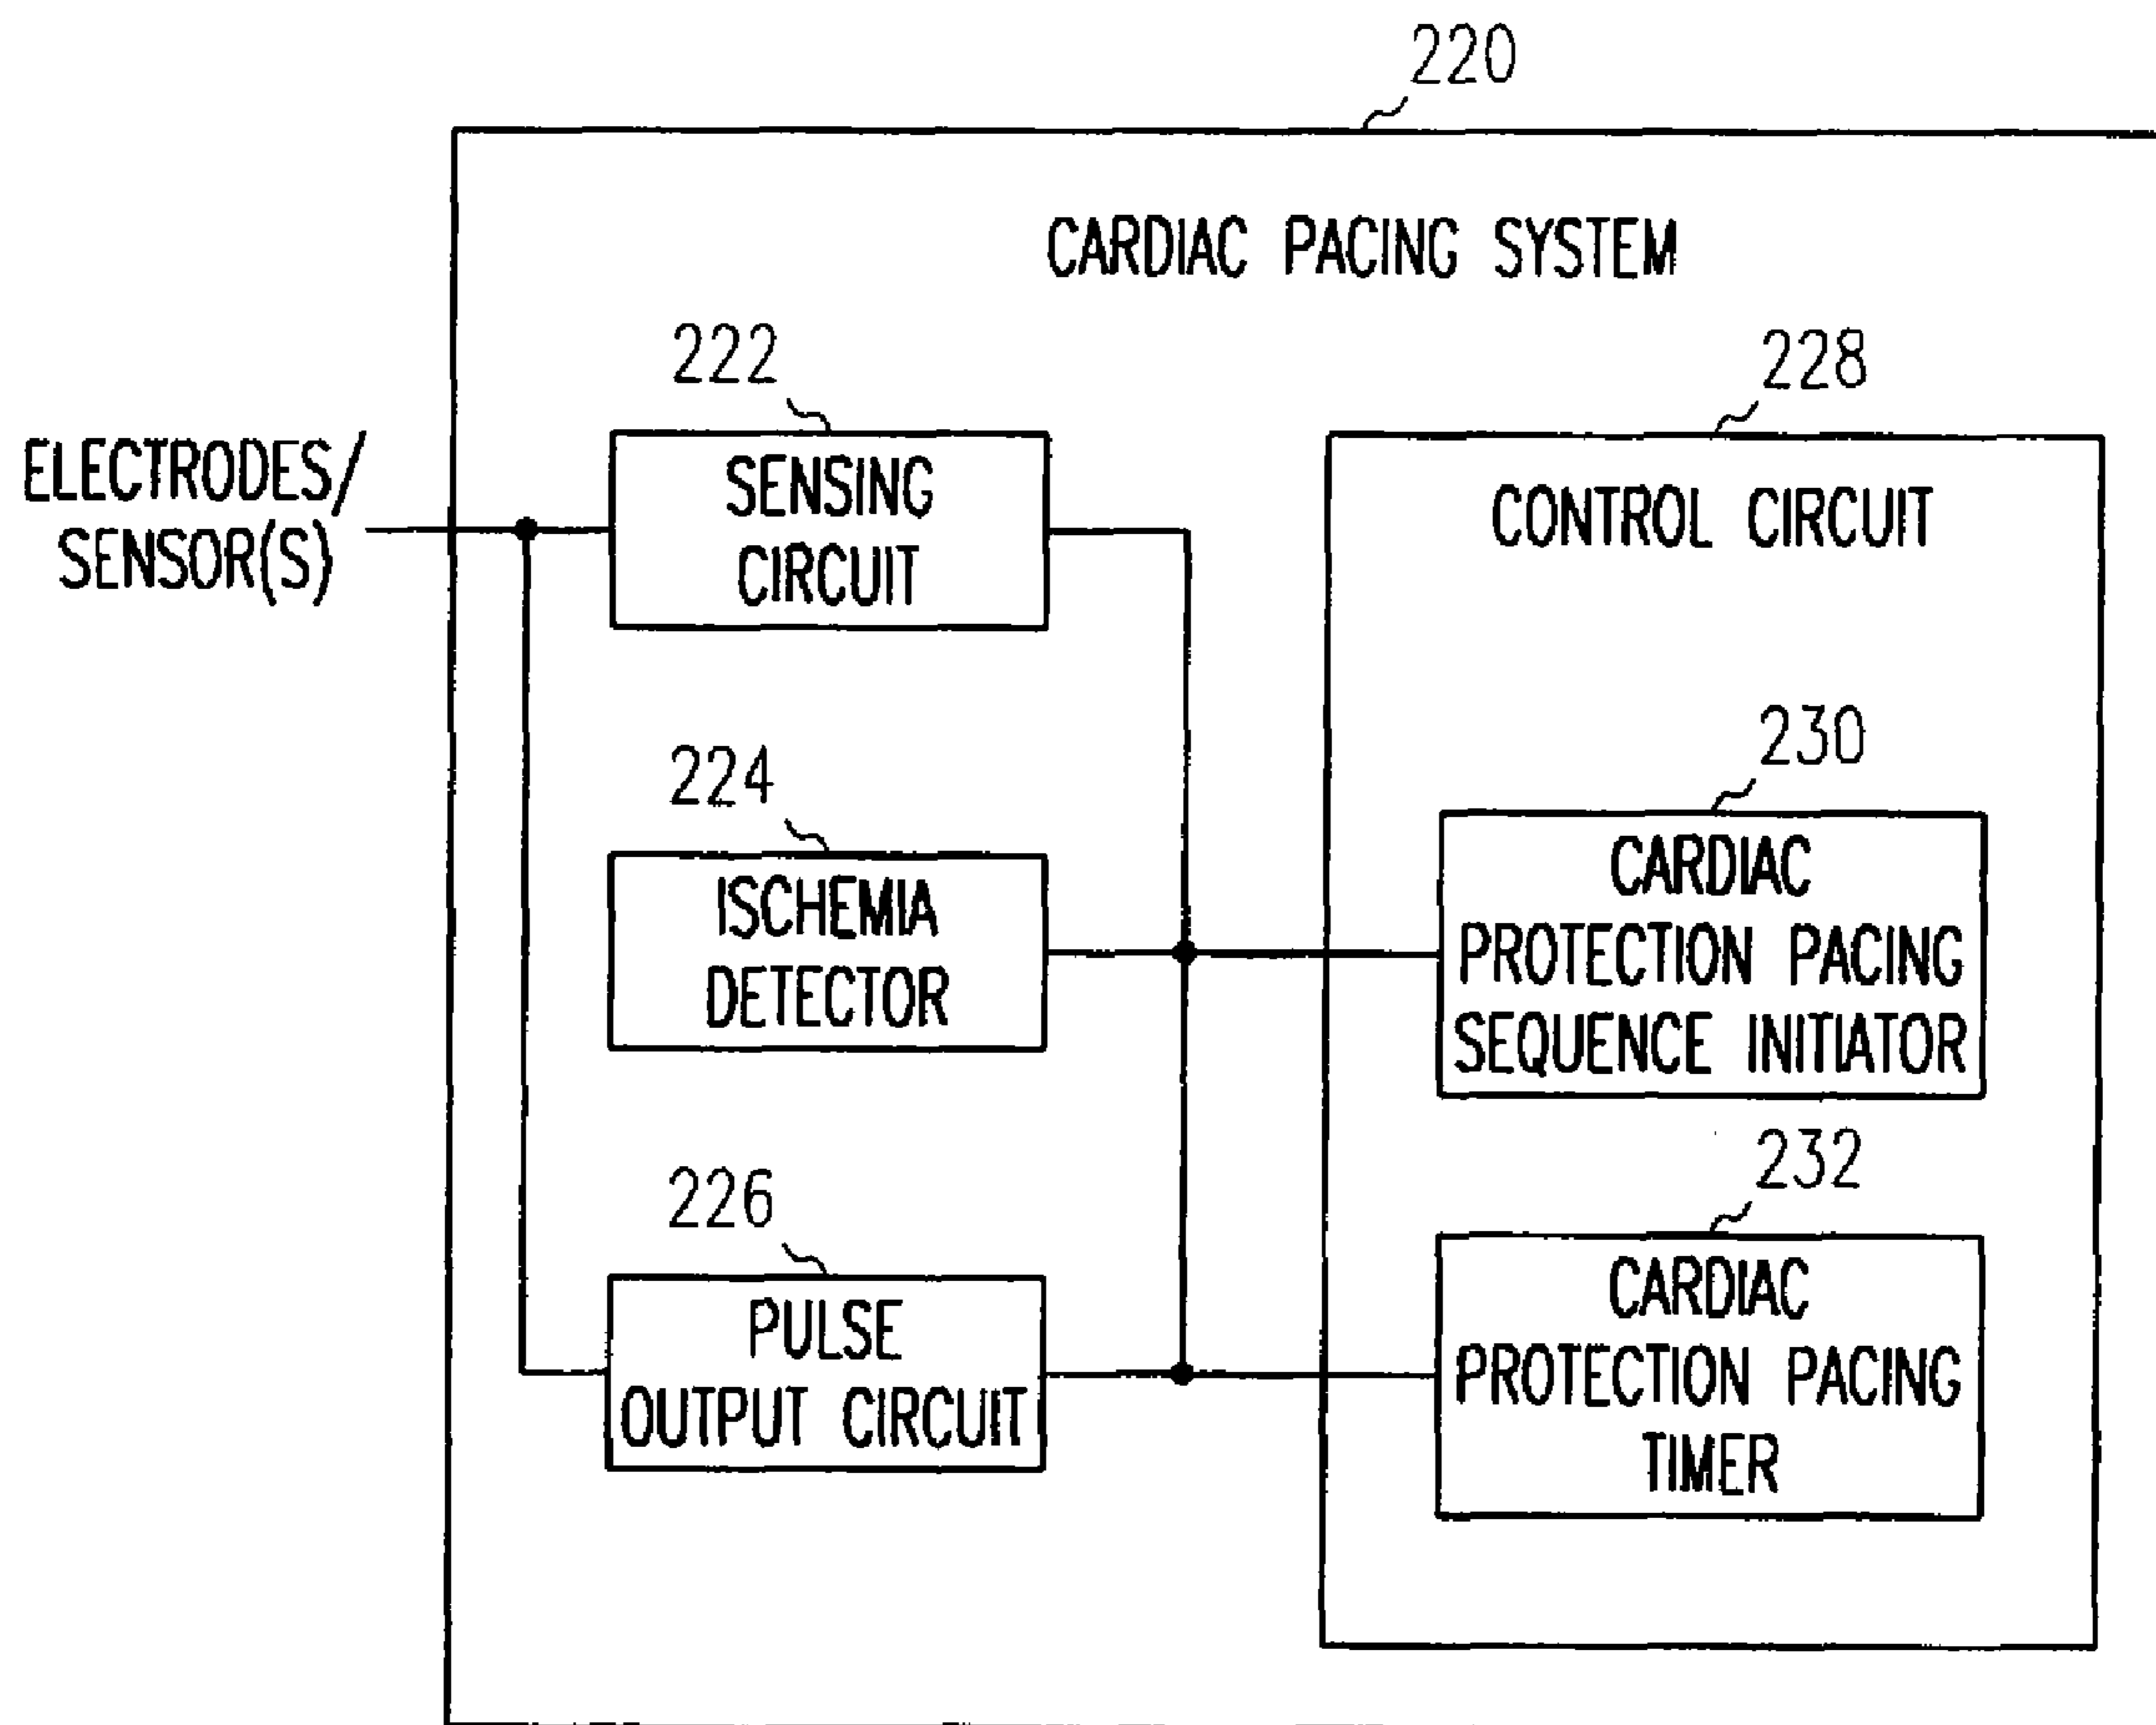 220
CARDIAC PACING SYSTEM
222
228
ELECTRODES/
SENSOR(S)
SENSING
CIRCUIT
CONTROL CIRCUIT
224
230
ISCHEMIA
DETECTOR
CARDIAC
PROTECTION PACING
SEQUENCE INITIATOR
226
232
PULSE
OUTPUT CIRCUIT
CARDIAC
PROTECTION PACING
TIMER